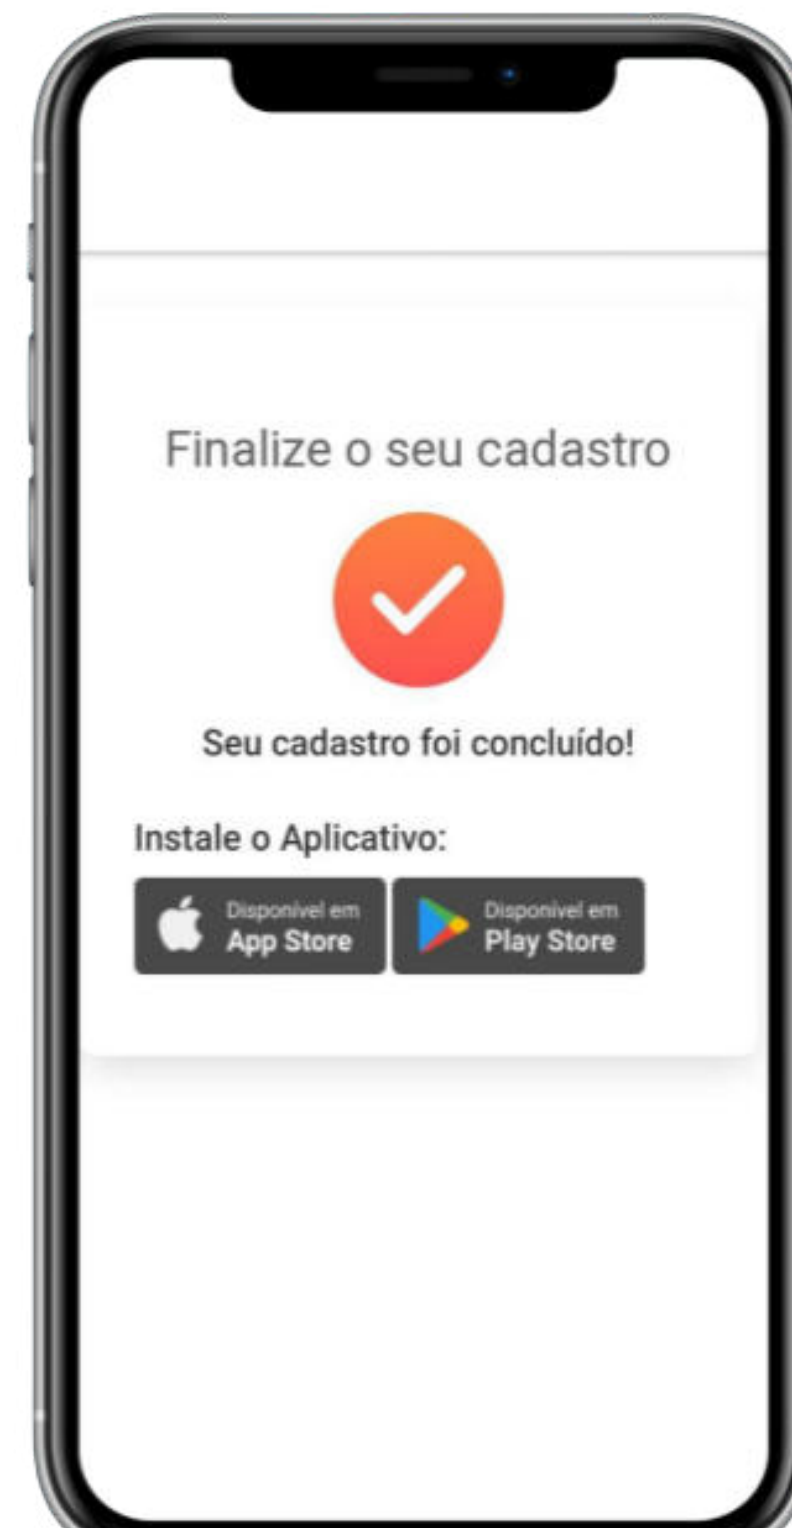 Finalize o seu cadastro
Seu cadastro foi concluído!
Instale o Aplicativo:
Disponível em
App Store
Disponível em
Play Store